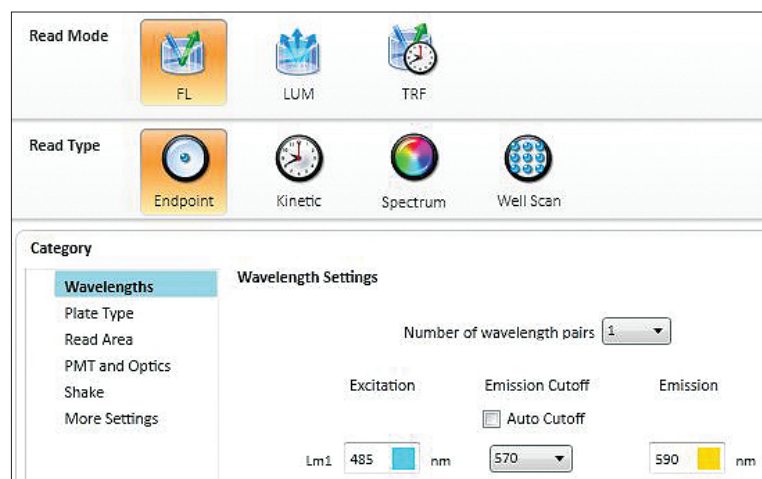 Read Mode
FL LUM TRF
Read Type
Endpoint Kinetic Spectrum Well Scan
Category
Wavelengths
Plate Type
Read Area
PMT and Optics
Shake
More Settings
Wavelength Settings
Number of wavelength pairs 1
Excitation Emission Cutoff Emission
Auto Cutoff
Lm1 485 nm 570 590 nm